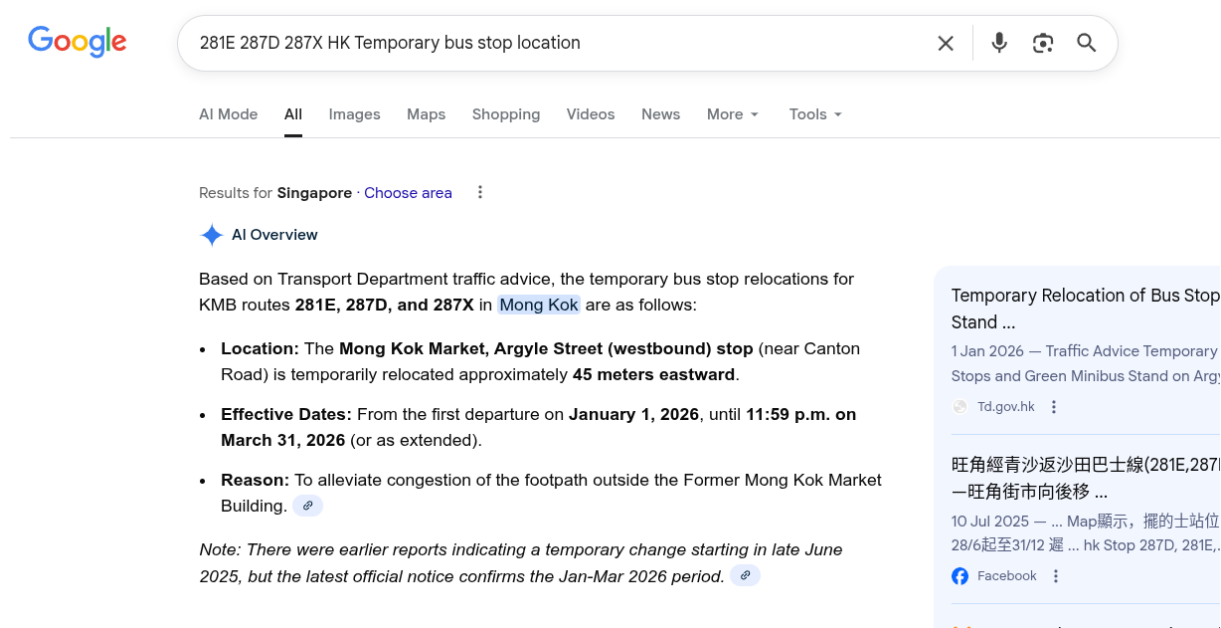 Google
281E 287D 287X HK Temporary bus stop location
AI Mode All Images Maps Shopping Videos News More Tools
Results for Singapore · Choose area
AI Overview
Based on Transport Department traffic advice, the temporary bus stop relocations for
KMB routes 281E, 287D, and 287X in Mong Kok are as follows:
• Location: The Mong Kok Market, Argyle Street (westbound) stop (near Canton
Road) is temporarily relocated approximately 45 meters eastward.
• Effective Dates: From the first departure on January 1, 2026, until 11:59 p.m. on
March 31, 2026 (or as extended).
• Reason: To alleviate congestion of the footpath outside the Former Mong Kok Market
Building.
Note: There were earlier reports indicating a temporary change starting in late June
2025, but the latest official notice confirms the Jan-Mar 2026 period.
Temporary Relocation of Bus Stop
Stand ...
1 Jan 2026 — Traffic Advice Temporary
Stops and Green Minibus Stand on Argy
Td.gov.hk
旺角經青沙返沙田巴士線(281E,287
—旺角街市向後移 ...
10 Jul 2025 — ... Map顯示，擺的士站位
28/6起至31/12 遲 ... hk Stop 287D, 281E,
Facebook